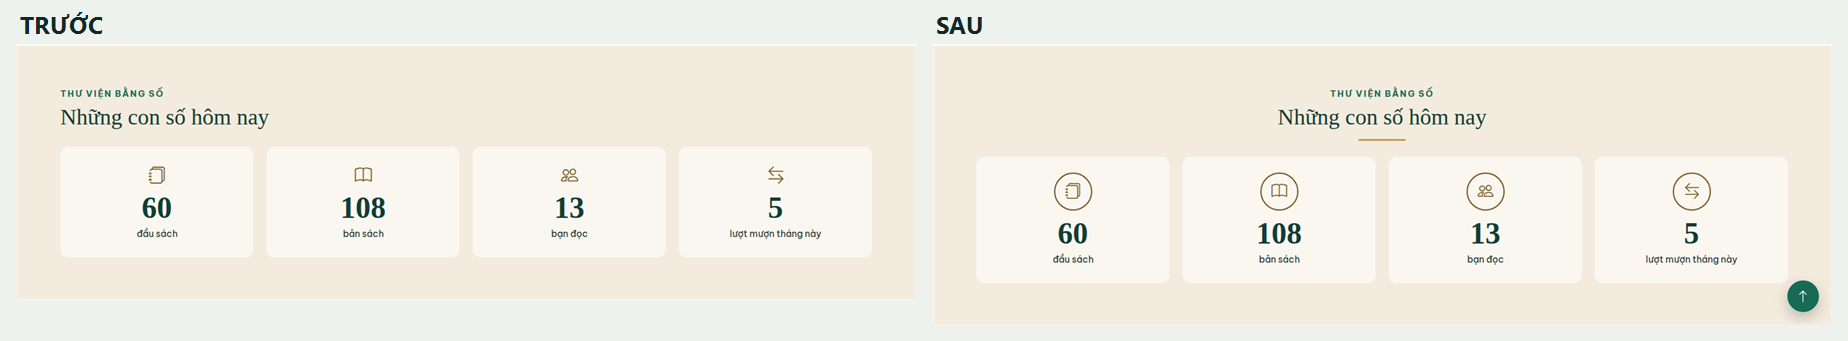 TRƯỚC
THƯ VIỆN BẰNG SỐ
Những con số hôm nay
60
đầu sách
108
bản sách
13
bạn đọc
5
lượt mượn tháng này
SAU
THƯ VIỆN BẰNG SỐ
Những con số hôm nay
60
đầu sách
108
bản sách
13
bạn đọc
5
lượt mượn tháng này